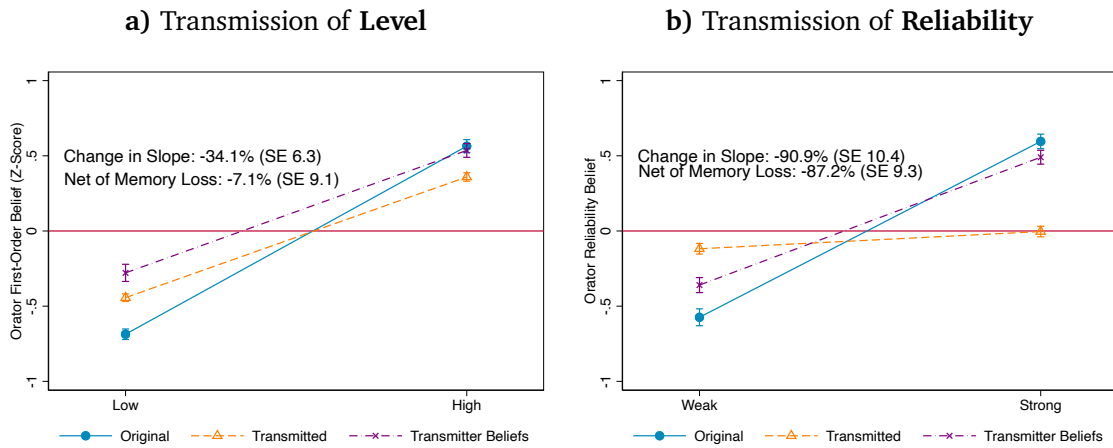 a) Transmission of Level
Orator First-Order Belief (Z-Score)
1
.5
0
-.5
-1
Change in Slope: -34.1% (SE 6.3)
Net of Memory Loss: -7.1% (SE 9.1)
Low High
Original Transmitted Transmitter Beliefs
b) Transmission of Reliability
Orator Reliability Belief
1
.5
0
-.5
-1
Change in Slope: -90.9% (SE 10.4)
Net of Memory Loss: -87.2% (SE 9.3)
Weak Strong
Original Transmitted Transmitter Beliefs